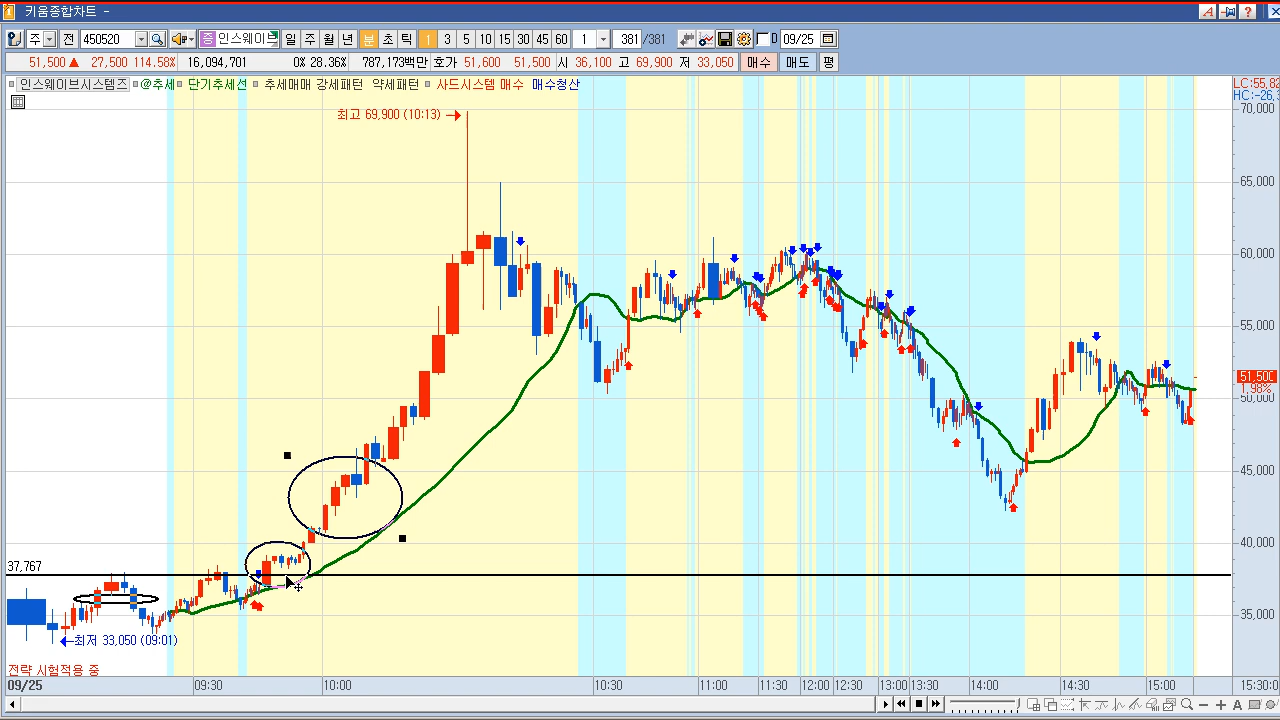 키움종합차트 -
주 전 450520 증 인스웨이브 일 주 월 년 분 초 틱 1 3 5 10 15 30 45 60 1 381 /381 D 09/25
51,500 ▲ 27,500 114.58% 16,094,701 0% 28.36% 787,173백만 호가 51,600 51,500 시 36,100 고 69,900 저 33,050 매수 매도 평
인스웨이브시스템즈 @추세 단기추세선 추세매매 강세패턴 약세패턴 사드시스템 매수 매수청산
LC:55,82
HC:-26,
70,000
최고 69,900 (10:13)
65,000
60,000
55,000
51,500
1.98%
50,000
45,000
40,000
37,767
35,000
최저 33,050 (09:01)
전략 시험적용 중
09/25 09:30 10:00 10:30 11:00 11:30 12:00 12:30 13:00 13:30 14:00 14:30 15:00 15:30:0
A